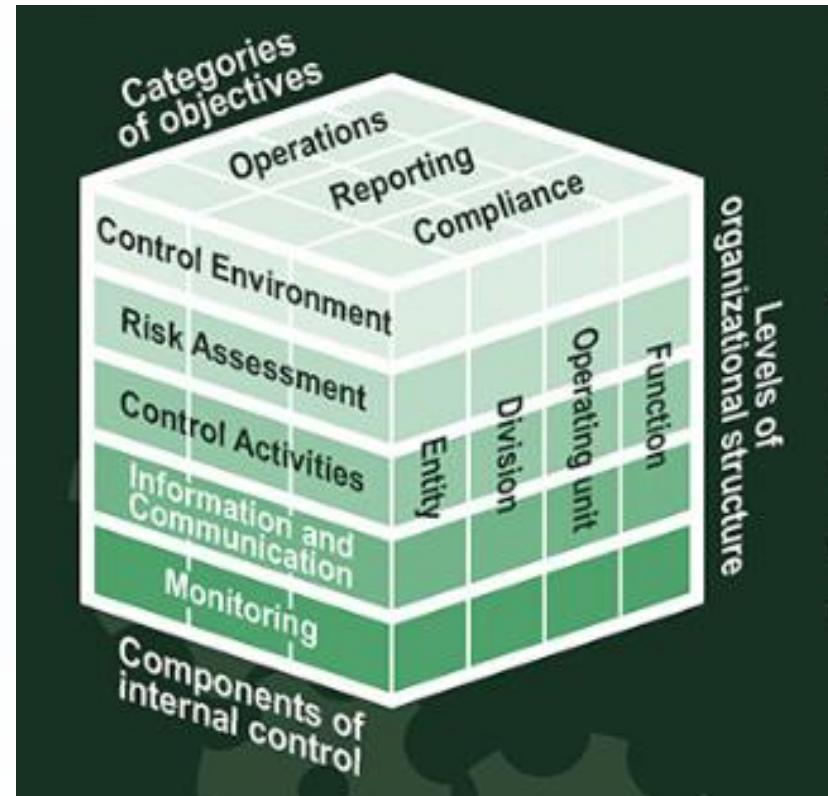 Categories
of objectives
Operations
Reporting
Compliance
Control Environment
Risk Assessment
Control Activities
Information and
Communication
Monitoring
Components of
internal control
Entity
Division
Operating unit
Function
Levels of
organizational structure